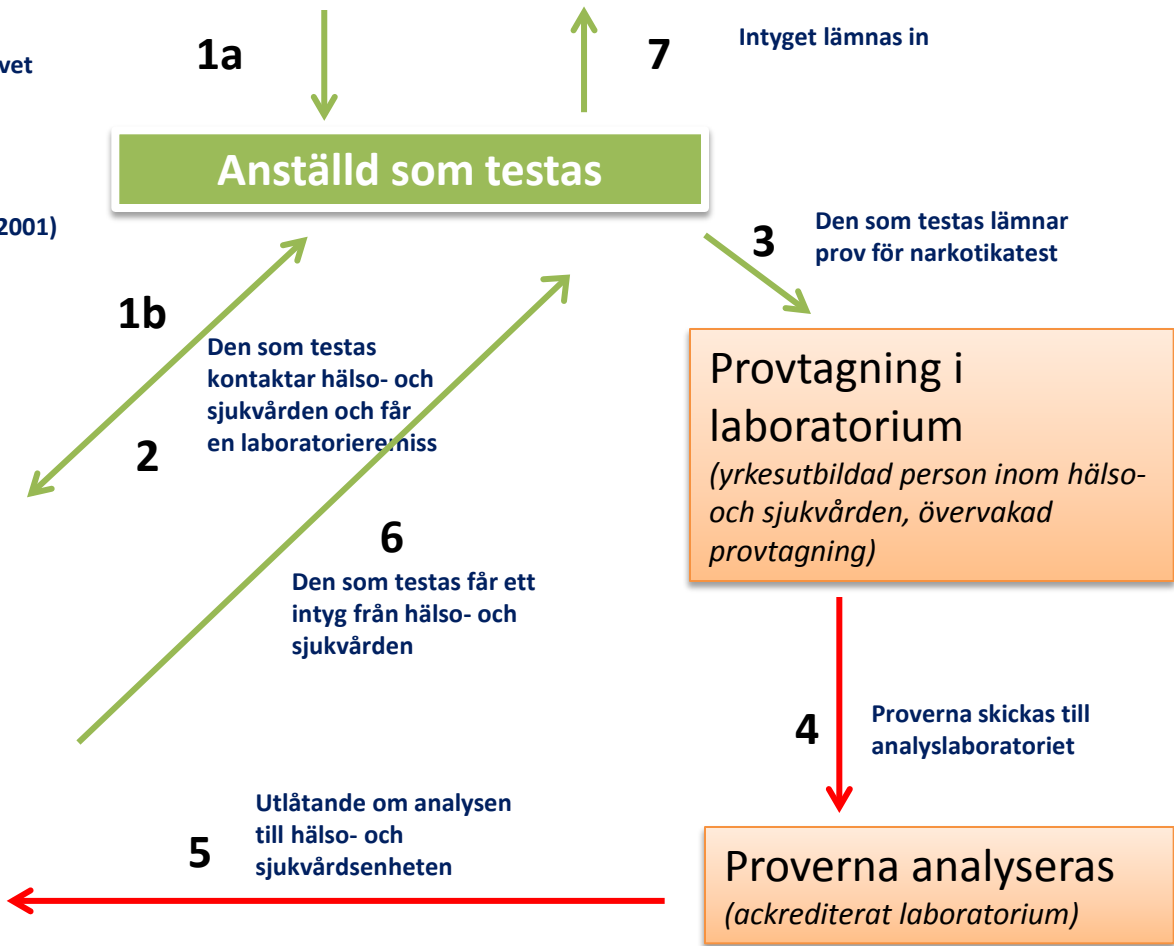 1a
7
Intyget lämnas in
vet
Anställd som testas
2001)
3
Den som testas lämnar
prov för narkotikatest
1b
Den som testas
kontaktar hälso- och
sjukvården och får
en laboratorieremiss
2
Provtagning i
laboratorium
(yrkesutbildad person inom hälso-
och sjukvården, övervakad
provtagning)
6
Den som testas får ett
intyg från hälso- och
sjukvården
4
Proverna skickas till
analyslaboratoriet
5
Utlåtande om analysen
till hälso- och
sjukvårdsenheten
Proverna analyseras
(ackrediterat laboratorium)